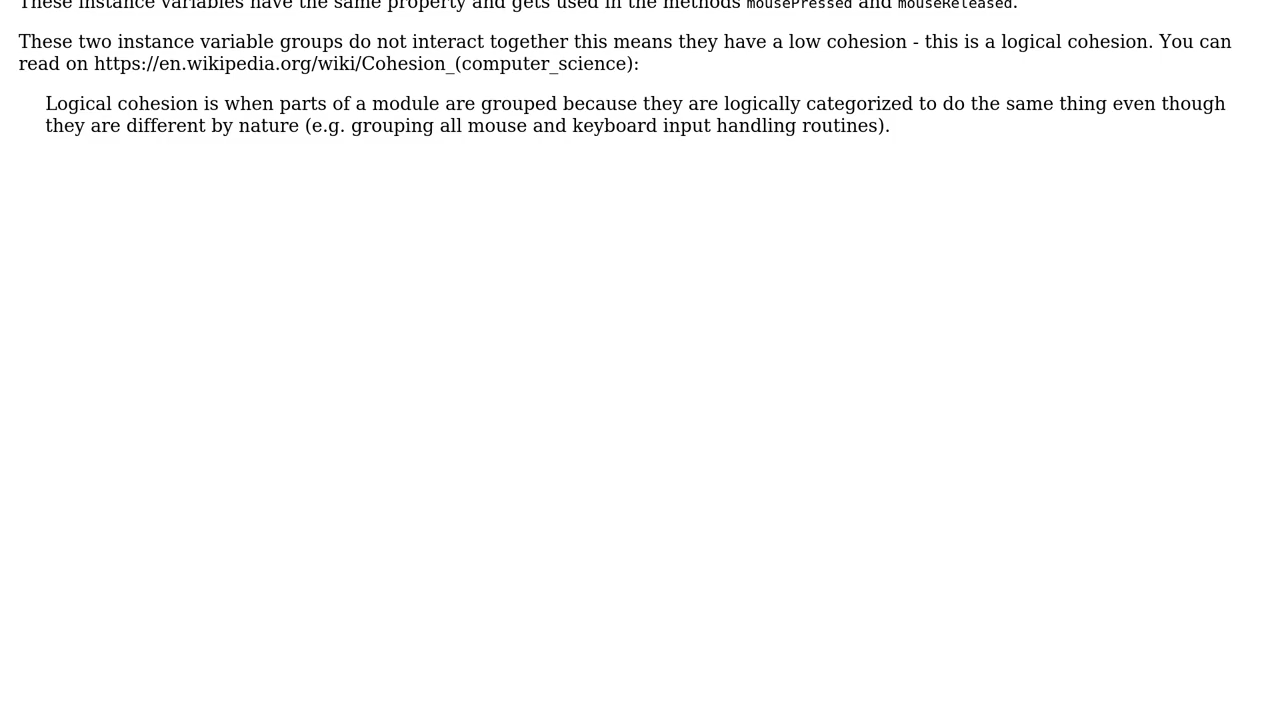 These instance variables have the same property and gets used in the methods mousePressed and mouseReleased.
These two instance variable groups do not interact together this means they have a low cohesion - this is a logical cohesion. You can
read on https://en.wikipedia.org/wiki/Cohesion_(computer_science):
Logical cohesion is when parts of a module are grouped because they are logically categorized to do the same thing even though
they are different by nature (e.g. grouping all mouse and keyboard input handling routines).